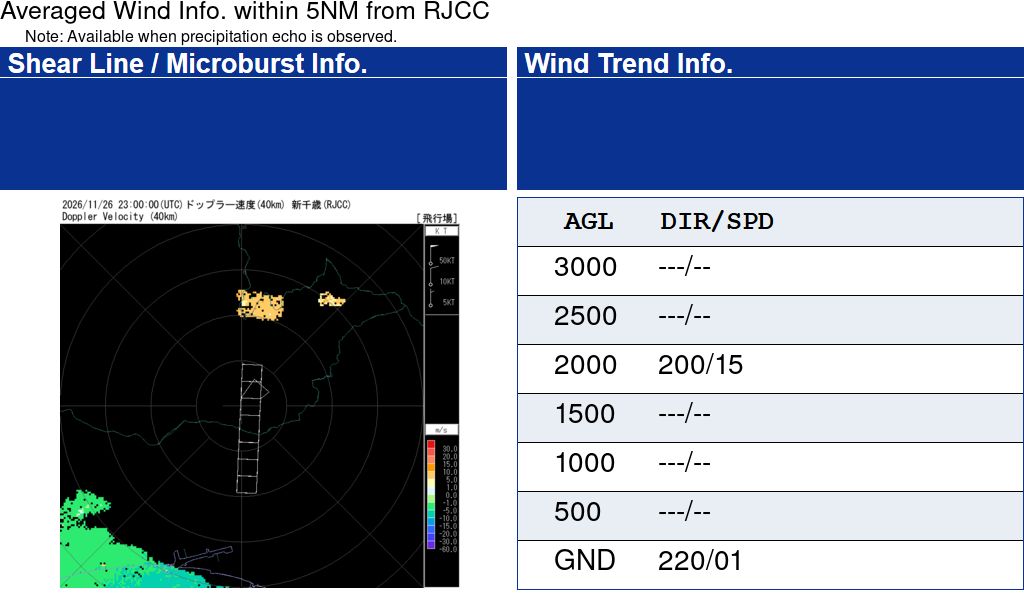 Averaged Wind Info. within 5NM from RJCC
Note: Available when precipitation echo is observed.
Shear Line / Microburst Info.
Wind Trend Info.
2026/11/26 23:00:00(UTC) ドップラー速度(40km) 新千歳(RJCC)
Doppler Velocity (40km)
[飛行場]
KT
50KT
10KT
5KT
m/s
30.0
20.0
15.0
10.0
5.0
1.0
0.0
-1.0
-5.0
-10.0
-15.0
-20.0
-30.0
-60.0
AGL DIR/SPD
3000 ---/--
2500 ---/--
2000 200/15
1500 ---/--
1000 ---/--
500 ---/--
GND 220/01